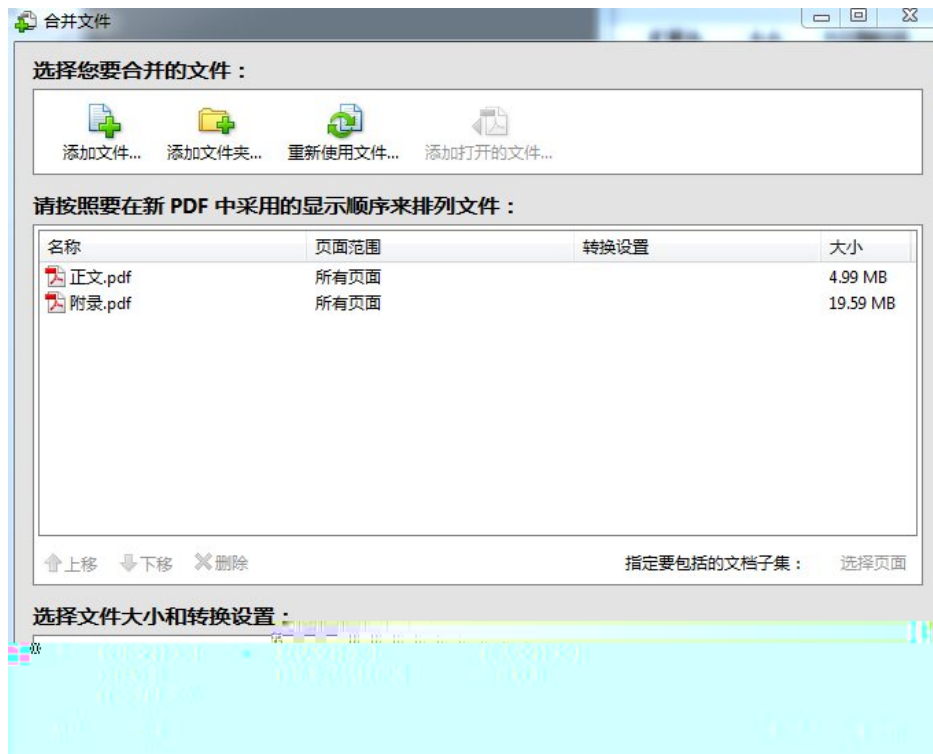 合并文件
选择您要合并的文件：
添加文件... 添加文件夹... 重新使用文件... 添加打开的文件...
请按照要在新 PDF 中采用的显示顺序来排列文件：
名称 页面范围 转换设置 大小
正文.pdf 所有页面 4.99 MB
附录.pdf 所有页面 19.59 MB
上移 下移 删除 指定要包括的文档子集： 选择页面
选择文件大小和转换设置：